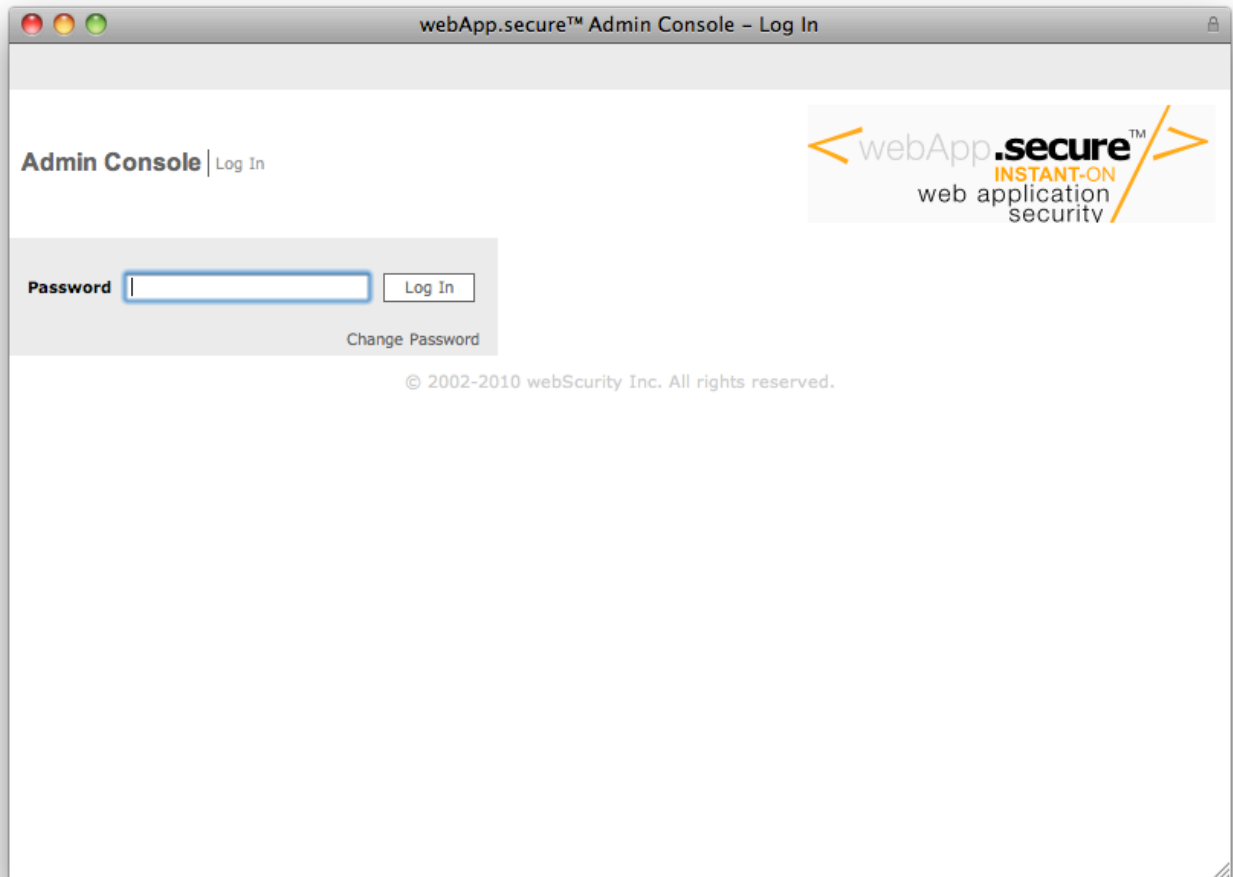 webApp.secure™ Admin Console – Log In
Admin Console | Log In
<webApp.secure™/>
INSTANT-ON
web application
security
Password
Log In
Change Password
© 2002-2010 webScurity Inc. All rights reserved.